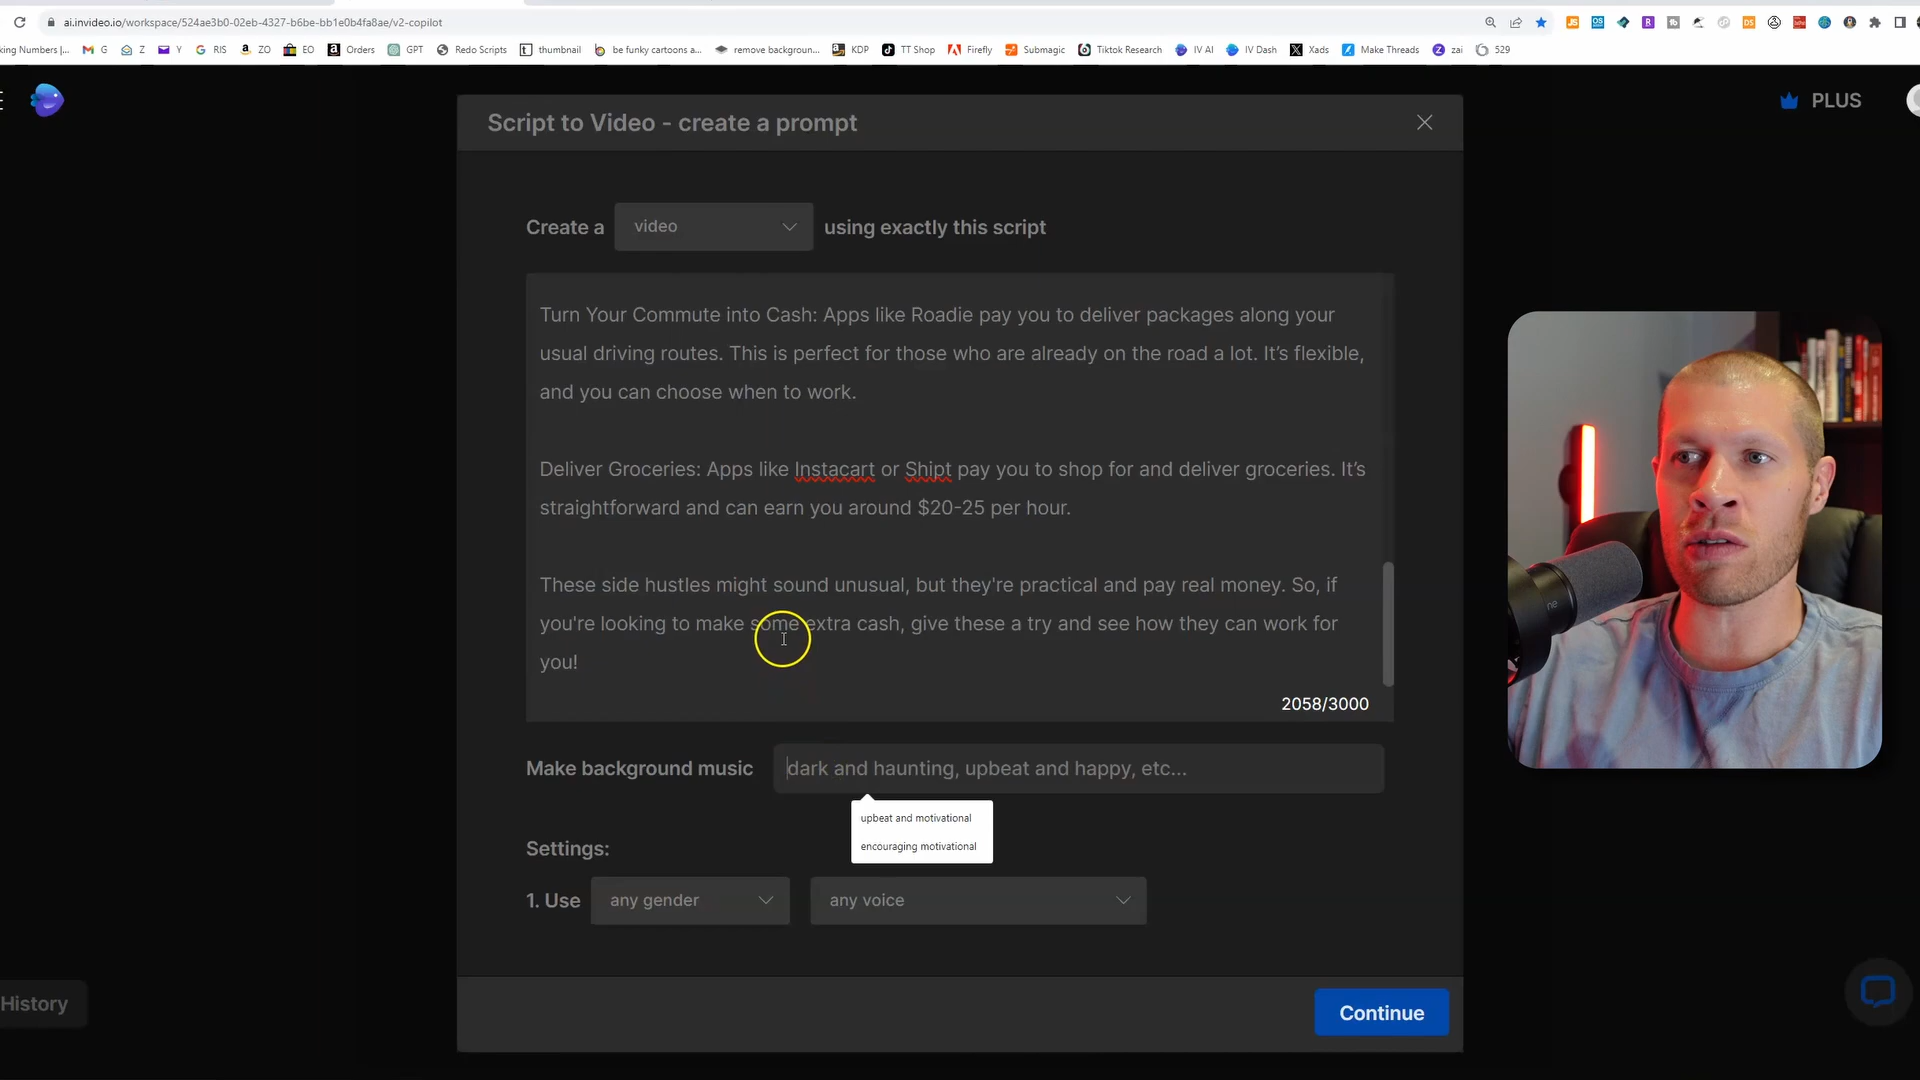 ai.invideo.io/workspace/524ae3b0-02eb-4327-b6be-bb1e0b4fa8ae/v2-copilot
king Numbers |... G Z Y RIS ZO EO Orders GPT Redo Scripts thumbnail be funky cartoons a... remove backgroun... KDP TT Shop Firefly Submagic Tiktok Research IV AI IV Dash Xads Make Threads zai 529
PLUS
Script to Video - create a prompt
Create a video using exactly this script
Turn Your Commute into Cash: Apps like Roadie pay you to deliver packages along your
usual driving routes. This is perfect for those who are already on the road a lot. It’s flexible,
and you can choose when to work.
Deliver Groceries: Apps like Instacart or Shipt pay you to shop for and deliver groceries. It’s
straightforward and can earn you around $20-25 per hour.
These side hustles might sound unusual, but they're practical and pay real money. So, if
you're looking to make some extra cash, give these a try and see how they can work for
you!
2058/3000
Make background music dark and haunting, upbeat and happy, etc...
upbeat and motivational
encouraging motivational
Settings:
1. Use any gender any voice
History
Continue